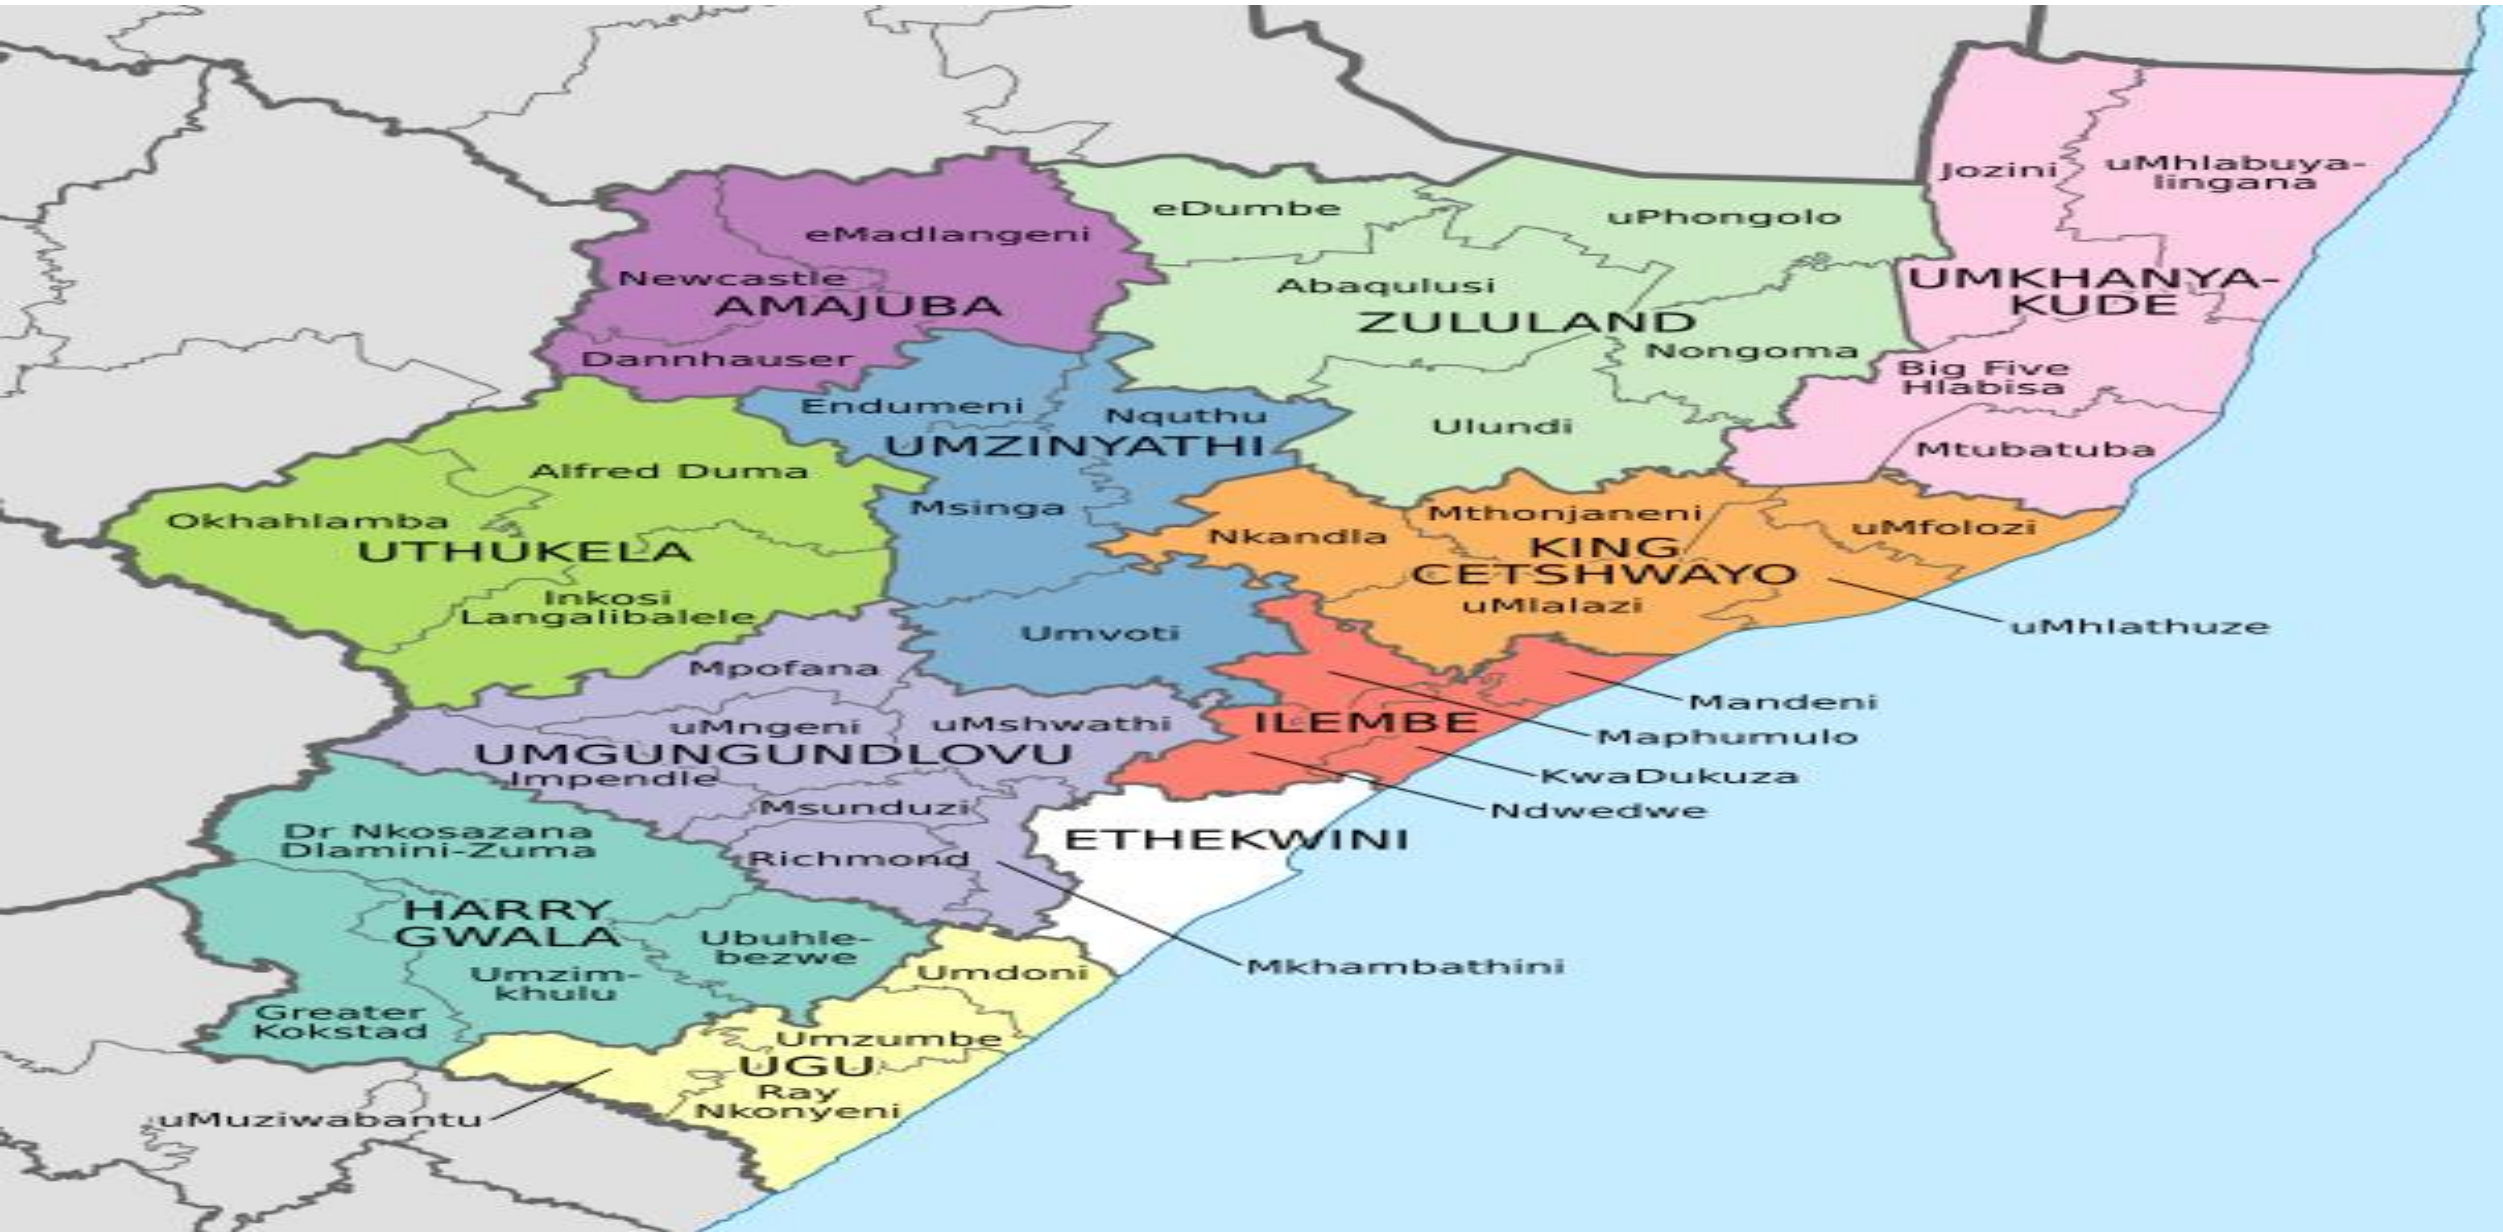 Jozini
uMhlabuya-
lingana
eDumbe
uPhongolo
eMadlangeni
Newcastle
AMAJUBA
Dannhauser
Abaqulusi
ZULULAND
Nongoma
Ulundi
UMKHANYA-
KUDE
Big Five
Hlabisa
Mtubatuba
Endumeni
Nquthu
UMZINYATHI
Msinga
Umvoti
Alfred Duma
Okhahlamba
UTHUKELA
Inkosi
Langalibalele
Nkandla
Mthonjaneni
uMfolozi
KING
CETSHWAYO
uMlalazi
uMhlathuze
Mpofana
uMngeni
uMshwathi
UMGUNGUNDLOVU
Impendle
Msunduzi
Richmond
Mkhambathini
ILEMBE
Mandeni
Maphumulo
KwaDukuza
Ndwedwe
ETHEKWINI
Dr Nkosazana
Dlamini-Zuma
HARRY
GWALA
Ubuhle-
bezwe
Umzim-
khulu
Greater
Kokstad
Umdoni
Umzumbe
UGU
Ray
Nkonyeni
uMuziwabantu